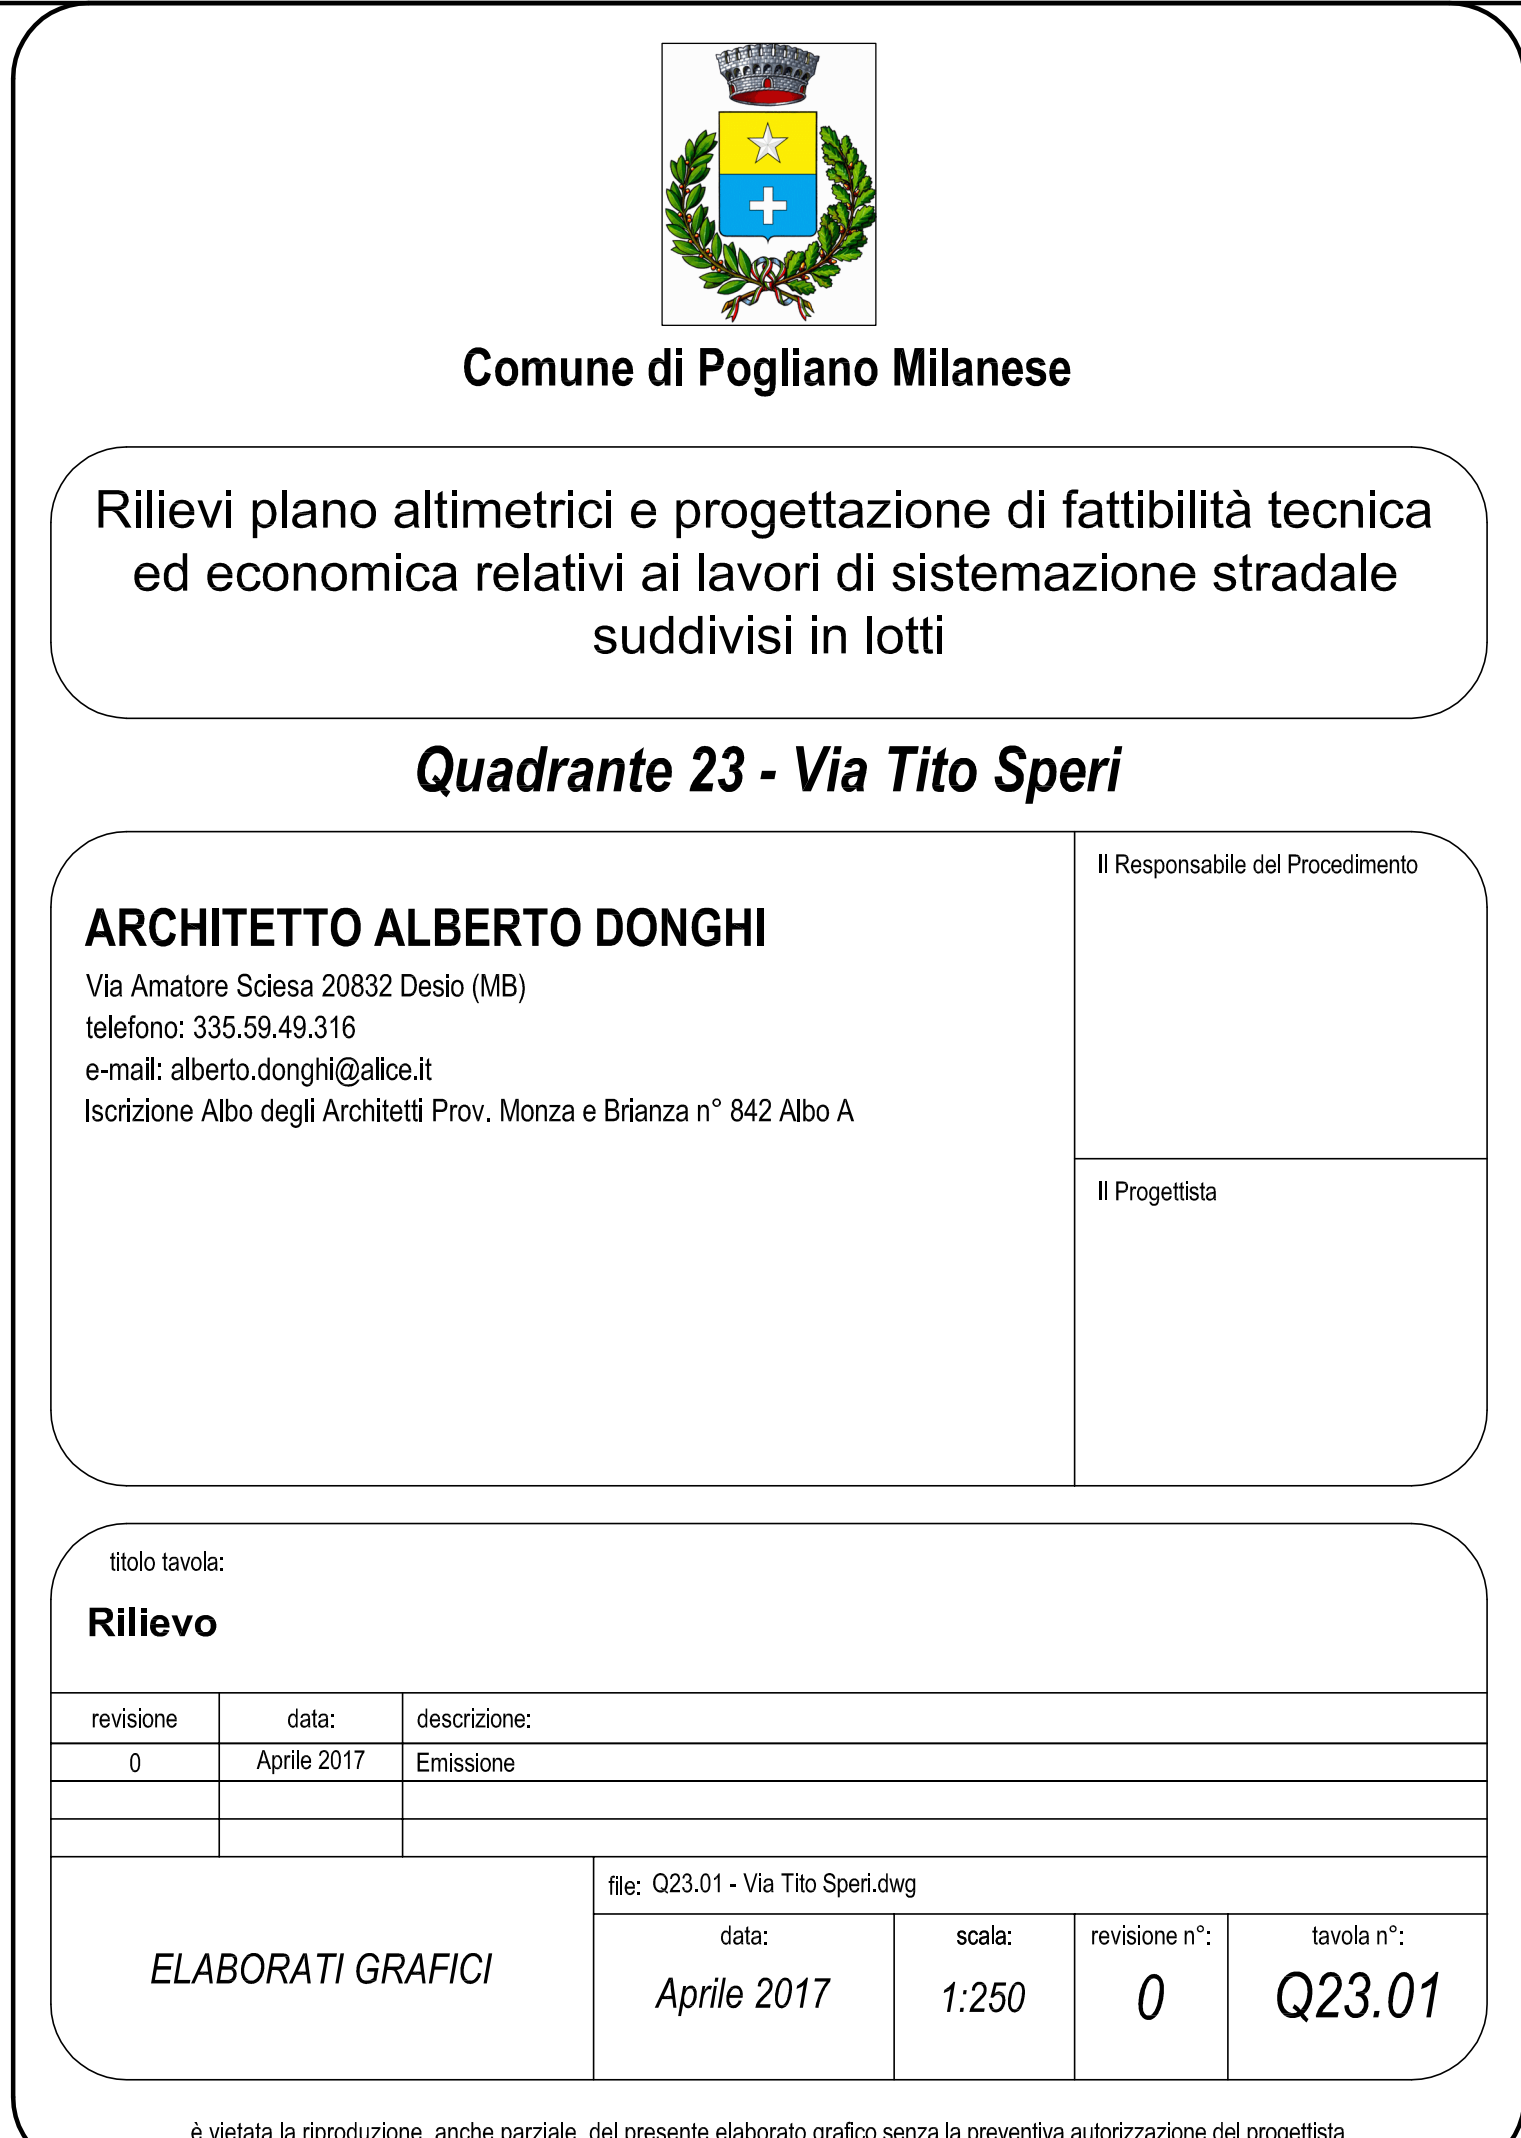 Comune di Pogliano Milanese
Rilievi plano altimetrici e progettazione di fattibilità tecnica
ed economica relativi ai lavori di sistemazione stradale
suddivisi in lotti
Quadrante 23 - Via Tito Speri
ARCHITETTO ALBERTO DONGHI
Via Amatore Sciesa 20832 Desio (MB)
telefono: 335.59.49.316
e-mail: alberto.donghi@alice.it
Iscrizione Albo degli Architetti Prov. Monza e Brianza n° 842 Albo A
Il Responsabile del Procedimento
Il Progettista
titolo tavola:
Rilievo
revisione data: descrizione:
0 Aprile 2017 Emissione
ELABORATI GRAFICI
file: Q23.01 - Via Tito Speri.dwg
data: scala: revisione n°: tavola n°:
Aprile 2017 1:250 0 Q23.01
è vietata la riproduzione, anche parziale, del presente elaborato grafico senza la preventiva autorizzazione del progettista